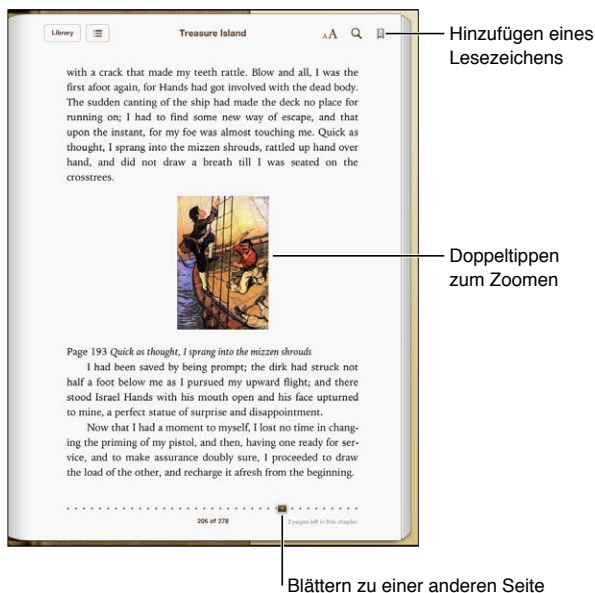 Library
Treasure Island
AA
Hinzufügen eines
Lesezeichens
with a crack that made my teeth rattle. Blow and all, I was the
first afoot again, for Hands had got involved with the dead body.
The sudden canting of the ship had made the deck no place for
running on; I had to find some new way of escape, and that
upon the instant, for my foe was almost touching me. Quick as
thought, I sprang into the mizzen shrouds, rattled up hand over
hand, and did not draw a breath till I was seated on the
crosstrees.
Doppeltippen
zum Zoomen
Page 193 Quick as thought, I sprang into the mizzen shrouds
I had been saved by being prompt; the dirk had struck not
half a foot below me as I pursued my upward flight; and there
stood Israel Hands with his mouth open and his face upturned
to mine, a perfect statue of surprise and disappointment.
Now that I had a moment to myself, I lost no time in chang-
ing the priming of my pistol, and then, having one ready for ser-
vice, and to make assurance doubly sure, I proceeded to draw
the load of the other, and recharge it afresh from the beginning.
206 of 278
2 pages left in this chapter
Blättern zu einer anderen Seite